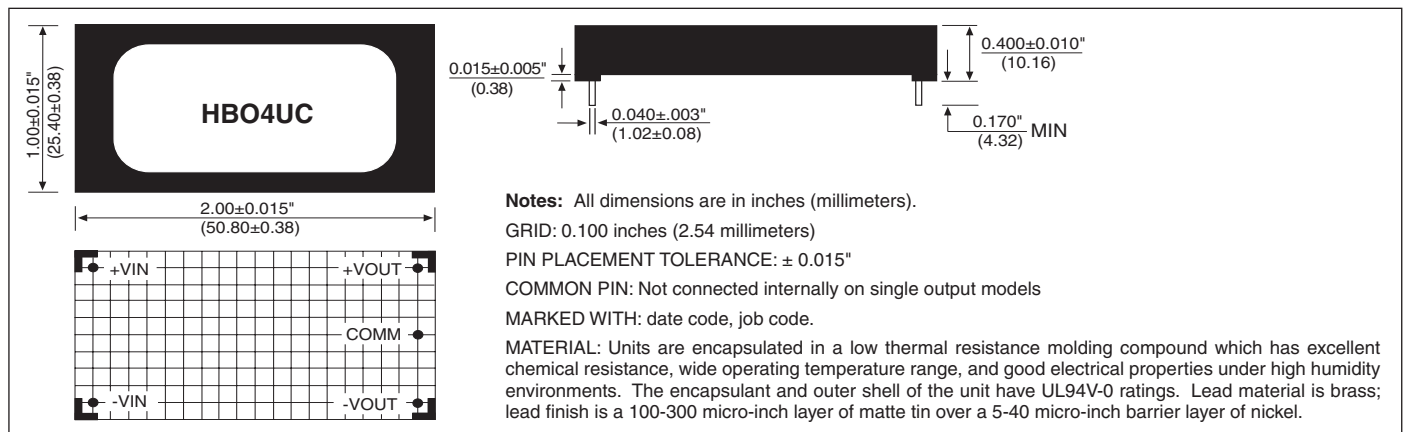 1.00±0.015"
(25.40±0.38)
HBO4UC
2.00±0.015"
(50.80±0.38)
0.015±0.005"
(0.38)
0.040±.003"
(1.02±0.08)
0.400±0.010"
(10.16)
0.170" MIN
(4.32)
+VIN
+VOUT
COMM
-VIN
-VOUT
Notes: All dimensions are in inches (millimeters).
GRID: 0.100 inches (2.54 millimeters)
PIN PLACEMENT TOLERANCE: ± 0.015"
COMMON PIN: Not connected internally on single output models
MARKED WITH: date code, job code.
MATERIAL: Units are encapsulated in a low thermal resistance molding compound which has excellent
chemical resistance, wide operating temperature range, and good electrical properties under high humidity
environments. The encapsulant and outer shell of the unit have UL94V-0 ratings. Lead material is brass;
lead finish is a 100-300 micro-inch layer of matte tin over a 5-40 micro-inch barrier layer of nickel.